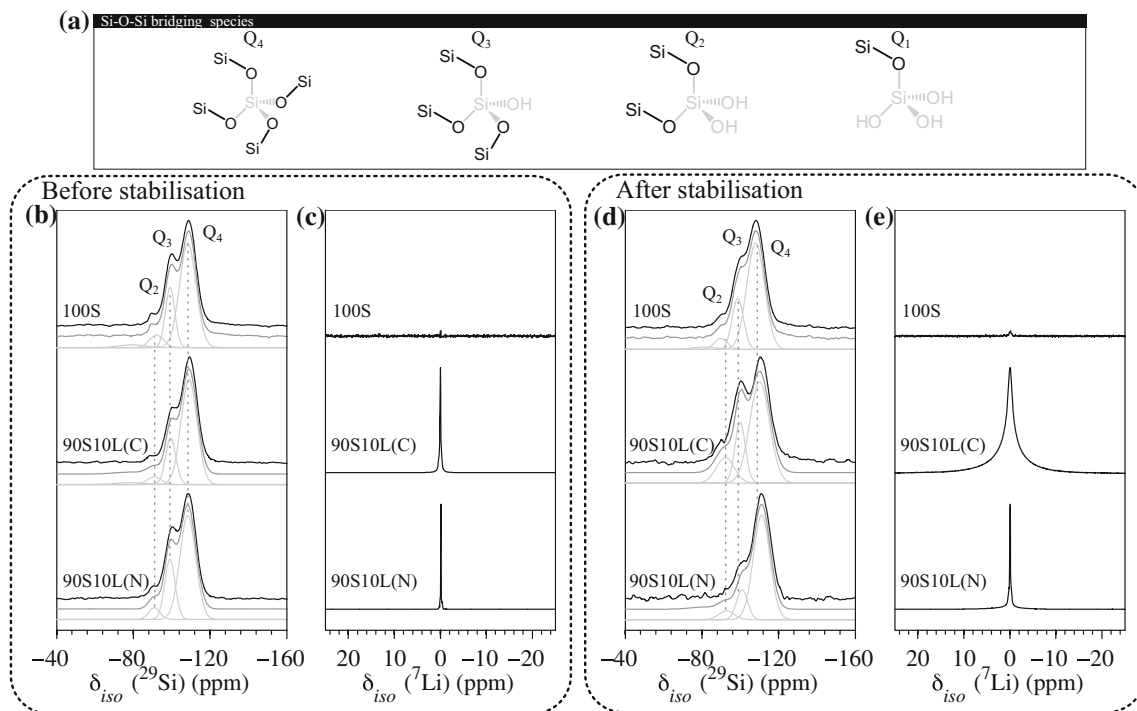 (a) Si-O-Si bridging species
Q4 Q3 Q2 Q1
Si Si Si Si
O Si O O O
Si Si O Si OH Si OH Si OH
O O Si O O Si O OH HO OH
Si Si
Before stabilisation After stabilisation
(b) (c) (d) (e)
Q3 Q4 Q3 Q4
Q2 Q2
100S 100S 100S 100S
90S10L(C) 90S10L(C) 90S10L(C) 90S10L(C)
90S10L(N) 90S10L(N) 90S10L(N) 90S10L(N)
−40 −80 −120 −160 20 10 0 −10 −20 −40 −80 −120 −160 20 10 0 −10 −20
δiso (29Si) (ppm) δiso (7Li) (ppm) δiso (29Si) (ppm) δiso (7Li) (ppm)